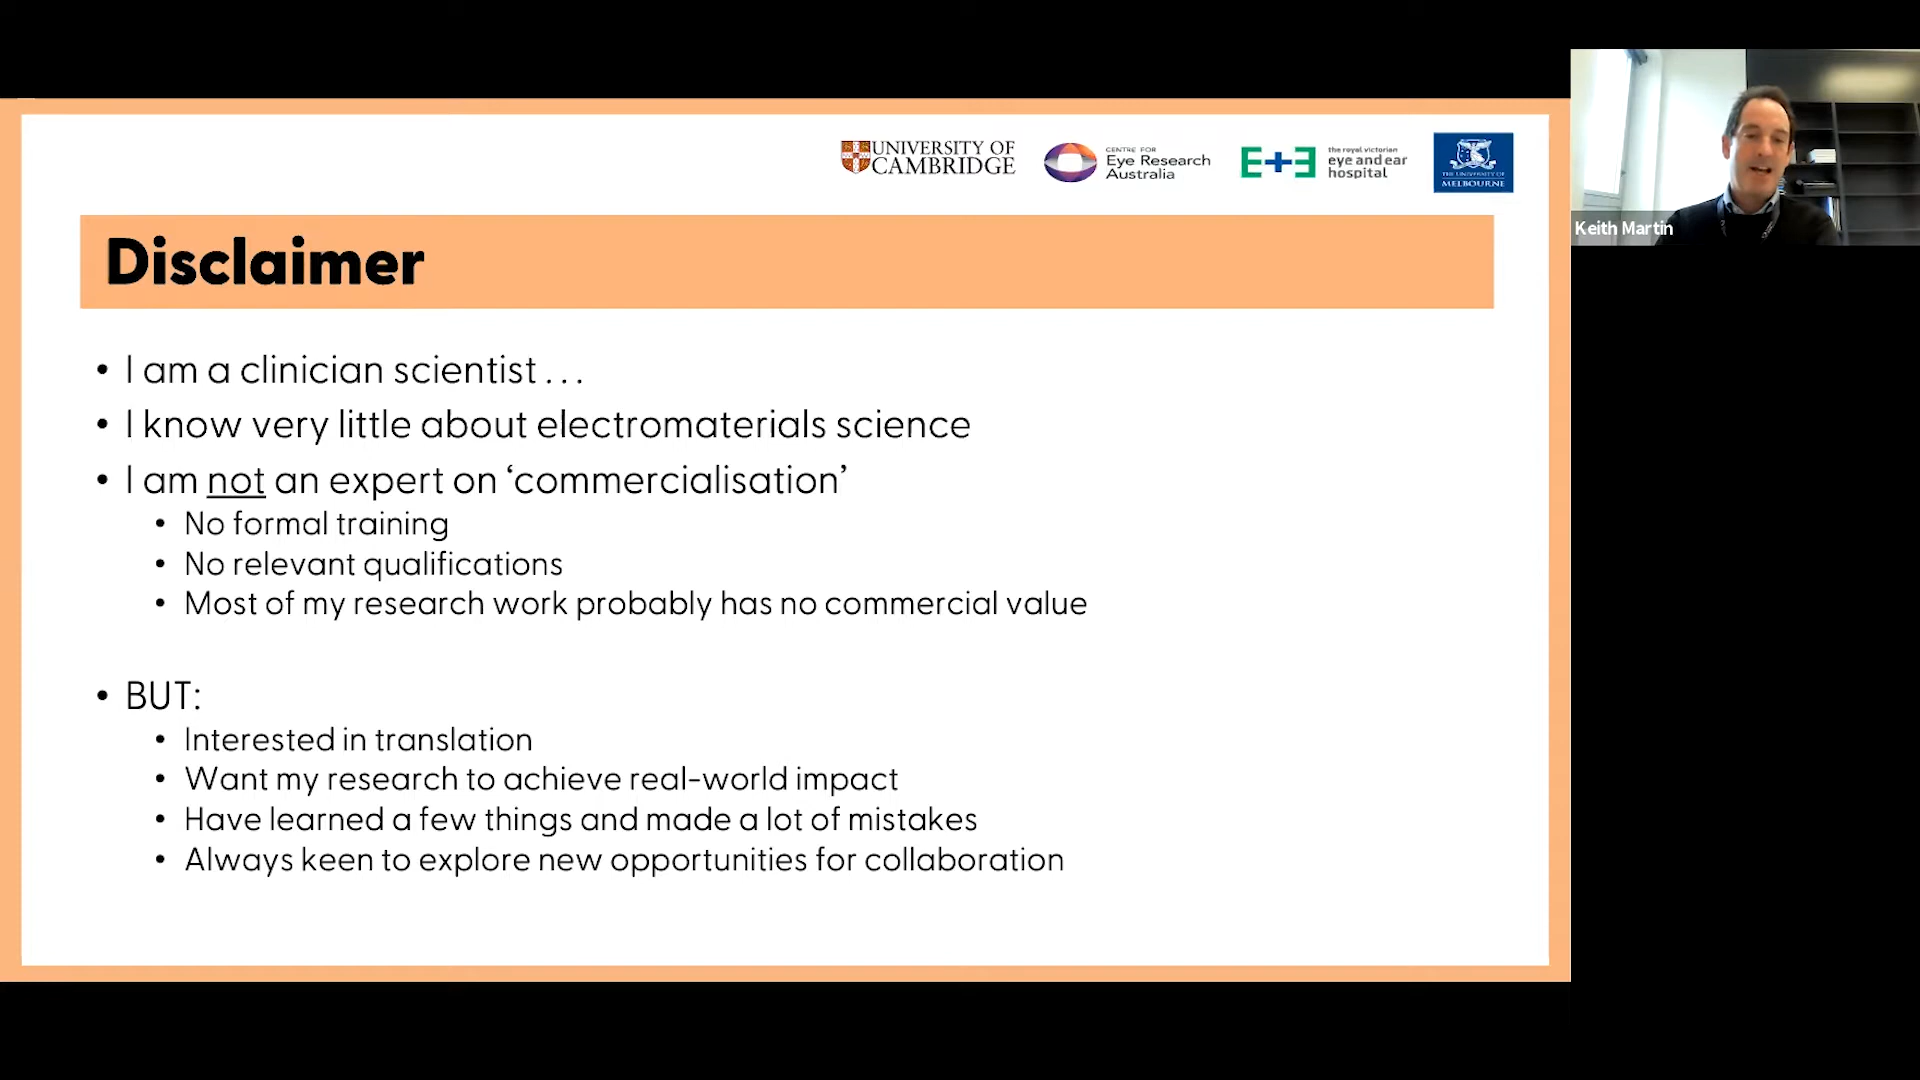 UNIVERSITY OF
CAMBRIDGE
CENTRE FOR
Eye Research
Australia
E+E
the royal victorian
eye and ear
hospital
THE UNIVERSITY OF
MELBOURNE
Keith Martin
Disclaimer
• I am a clinician scientist...
• I know very little about electromaterials science
• I am not an expert on ‘commercialisation’
• No formal training
• No relevant qualifications
• Most of my research work probably has no commercial value
• BUT:
• Interested in translation
• Want my research to achieve real-world impact
• Have learned a few things and made a lot of mistakes
• Always keen to explore new opportunities for collaboration